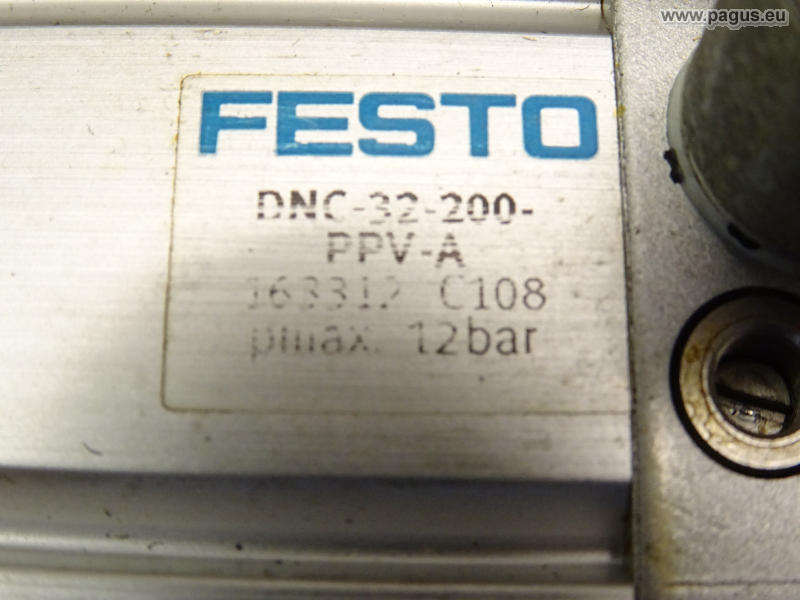 www.pagus.eu
FESTO
DNC-32-200-
PPV-A
163312 C108
pmax. 12bar